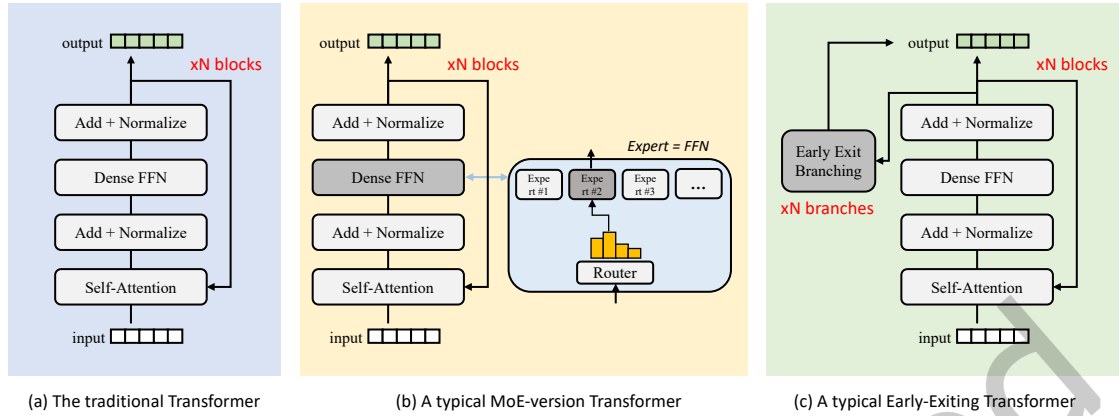 output
xN blocks
Add + Normalize
Dense FFN
Add + Normalize
Self-Attention
input
(a) The traditional Transformer
output
xN blocks
Add + Normalize
Dense FFN
Add + Normalize
Self-Attention
input
Expert = FFN
Expe
rt #1
Expe
rt #2
Expe
rt #3
...
Router
(b) A typical MoE-version Transformer
output
xN blocks
Add + Normalize
Early Exit
Branching
xN branches
Dense FFN
Add + Normalize
Self-Attention
input
(c) A typical Early-Exiting Transformer